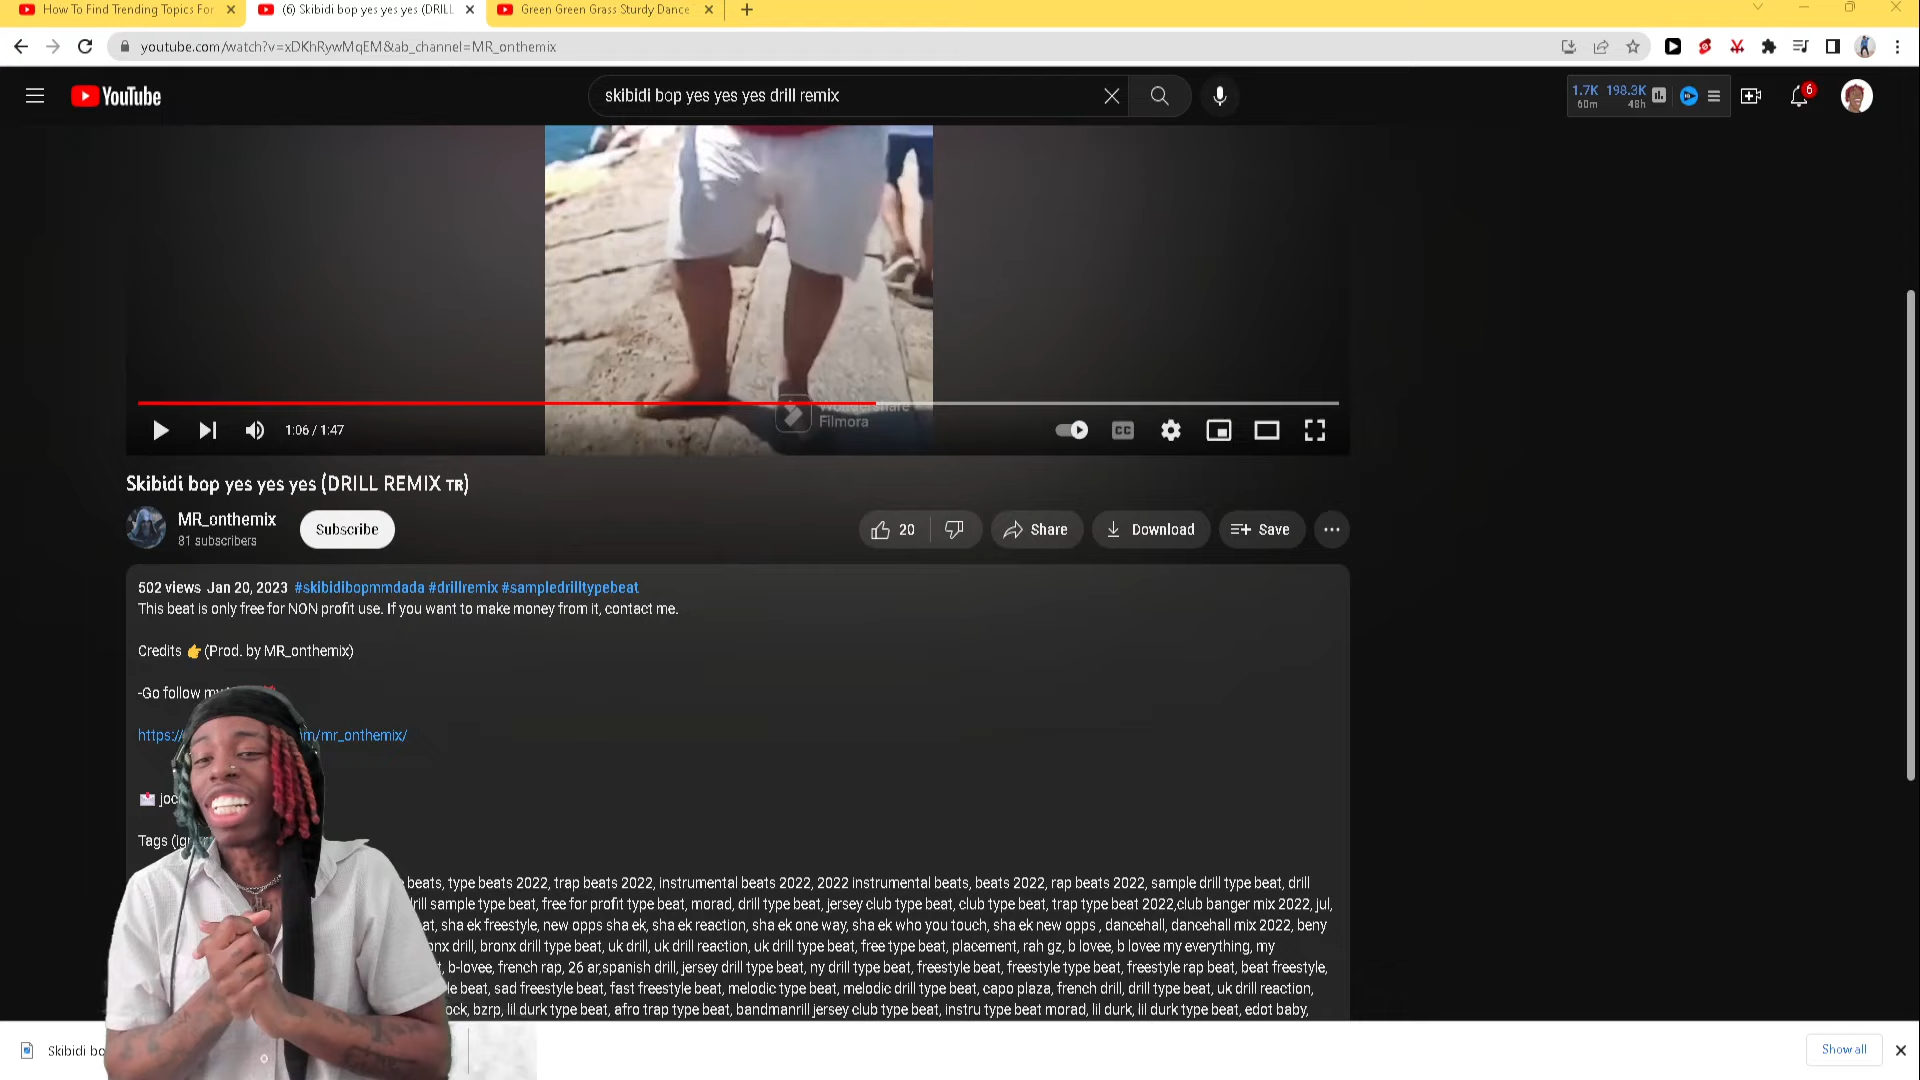 How To Find Trending Topics For
(6) Skibidi bop yes yes yes (DRILL
Green Green Grass Sturdy Dance
youtube.com/watch?v=xDKhRywMqEM&ab_channel=MR_onthemix
YouTube
skibidi bop yes yes yes drill remix
1.7K 198.3K
60m 48h
6
Wondershare
Filmora
1:06 / 1:47
CC
Skibidi bop yes yes yes (DRILL REMIX TR)
MR_onthemix
81 subscribers
Subscribe
20
Share
Download
Save
502 views Jan 20, 2023 #skibidibopmmdada #drillremix #sampledrilltypebeat
This beat is only free for NON profit use. If you want to make money from it, contact me.
Credits 👉 (Prod. by MR_onthemix)
-Go follow my
https:// m/mr_onthemix/
joc
Tags (ig
beats, type beats 2022, trap beats 2022, instrumental beats 2022, 2022 instrumental beats, beats 2022, rap beats 2022, sample drill type beat, drill
drill sample type beat, free for profit type beat, morad, drill type beat, jersey club type beat, club type beat, trap type beat 2022,club banger mix 2022, jul,
at, sha ek freestyle, new opps sha ek, sha ek reaction, sha ek one way, sha ek who you touch, sha ek new opps , dancehall, dancehall mix 2022, beny
onx drill, bronx drill type beat, uk drill, uk drill reaction, uk drill type beat, free type beat, placement, rah gz, b lovee, b lovee my everything, my
t, b-lovee, french rap, 26 ar,spanish drill, jersey drill type beat, ny drill type beat, freestyle beat, freestyle type beat, freestyle rap beat, beat freestyle,
le beat, sad freestyle beat, fast freestyle beat, melodic type beat, melodic drill type beat, capo plaza, french drill, drill type beat, uk drill reaction,
ock, bzrp, lil durk type beat, afro trap type beat, bandmanrill jersey club type beat, instru type beat morad, lil durk, lil durk type beat, edot baby,
Skibidi bo
Show all